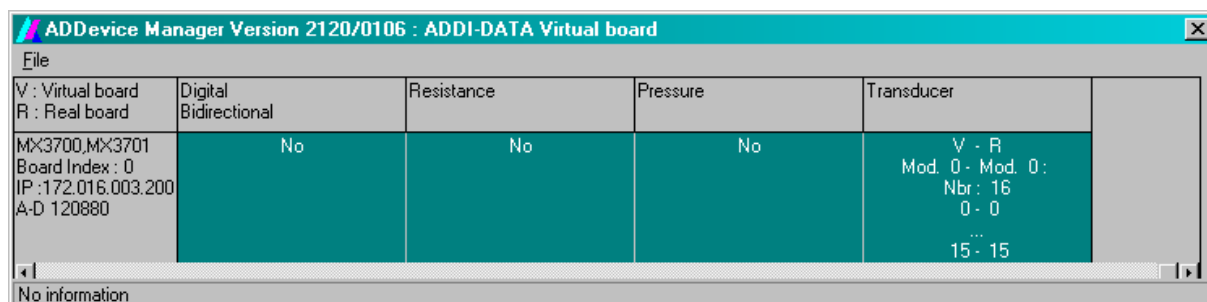 ADDevice Manager Version 2120/0106 : ADDI-DATA Virtual board
File
V : Virtual board
R : Real board
Digital
Bidirectional
Resistance
Pressure
Transducer
MX3700,MX3701
Board Index : 0
IP :172.016.003.200
A-D 120880
No
No
No
V - R
Mod. 0 - Mod. 0 :
Nbr : 16
0 - 0
...
15 - 15
No information